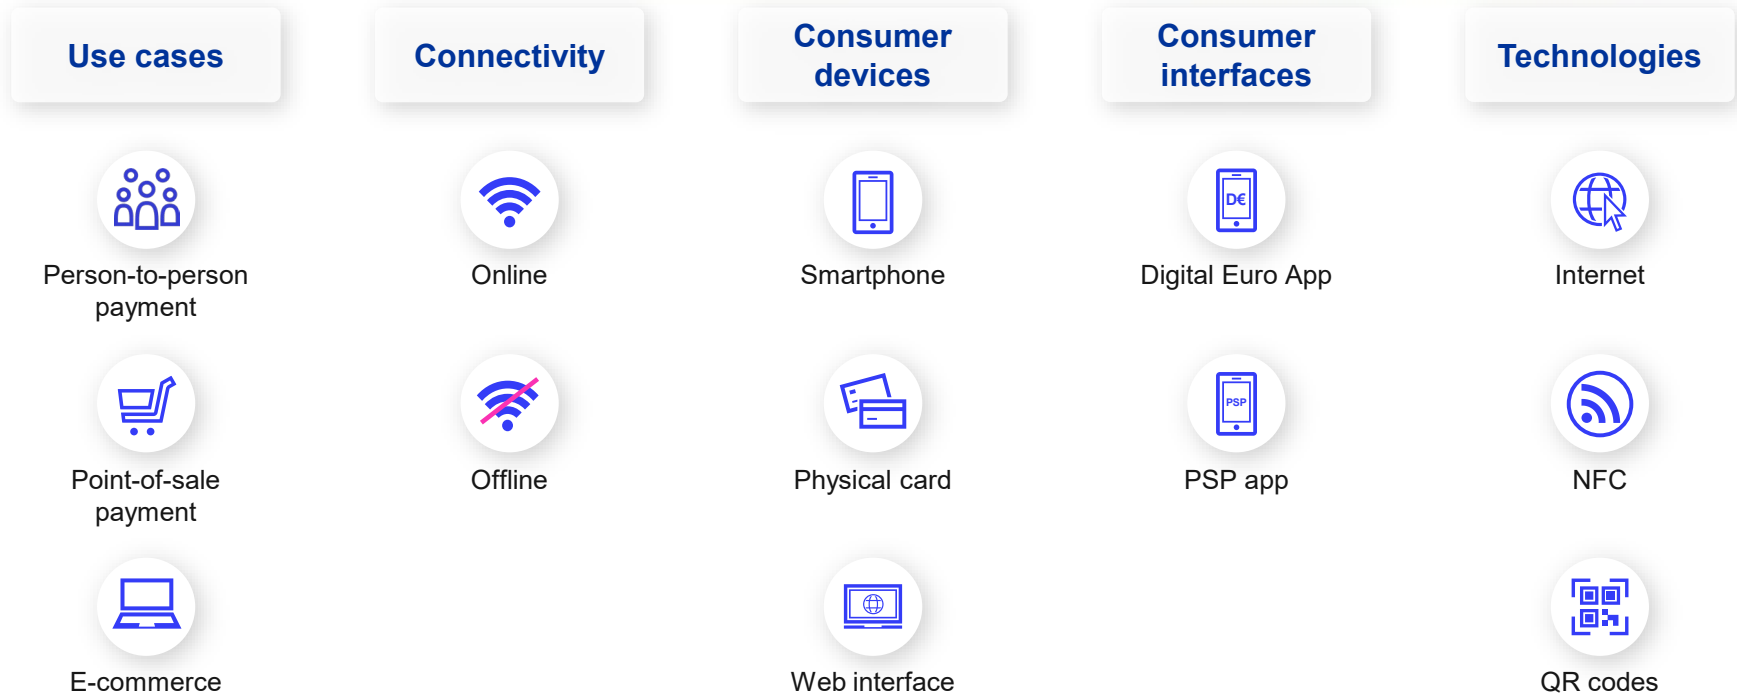 Use cases
Connectivity
Consumer
devices
Consumer
interfaces
Technologies
Person-to-person
payment
Online
Smartphone
D€
Digital Euro App
Internet
Point-of-sale
payment
Offline
Physical card
PSP
PSP app
NFC
E-commerce
Web interface
QR codes